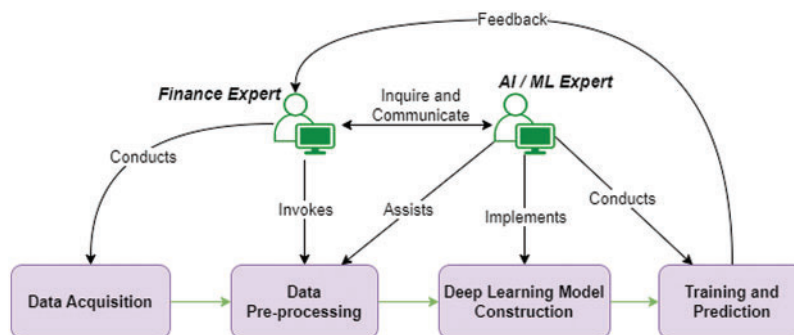 Feedback
Finance Expert
AI / ML Expert
Inquire and
Communicate
Conducts
Invokes
Assists
Implements
Conducts
Data Acquisition
Data
Pre-processing
Deep Learning Model
Construction
Training and
Prediction